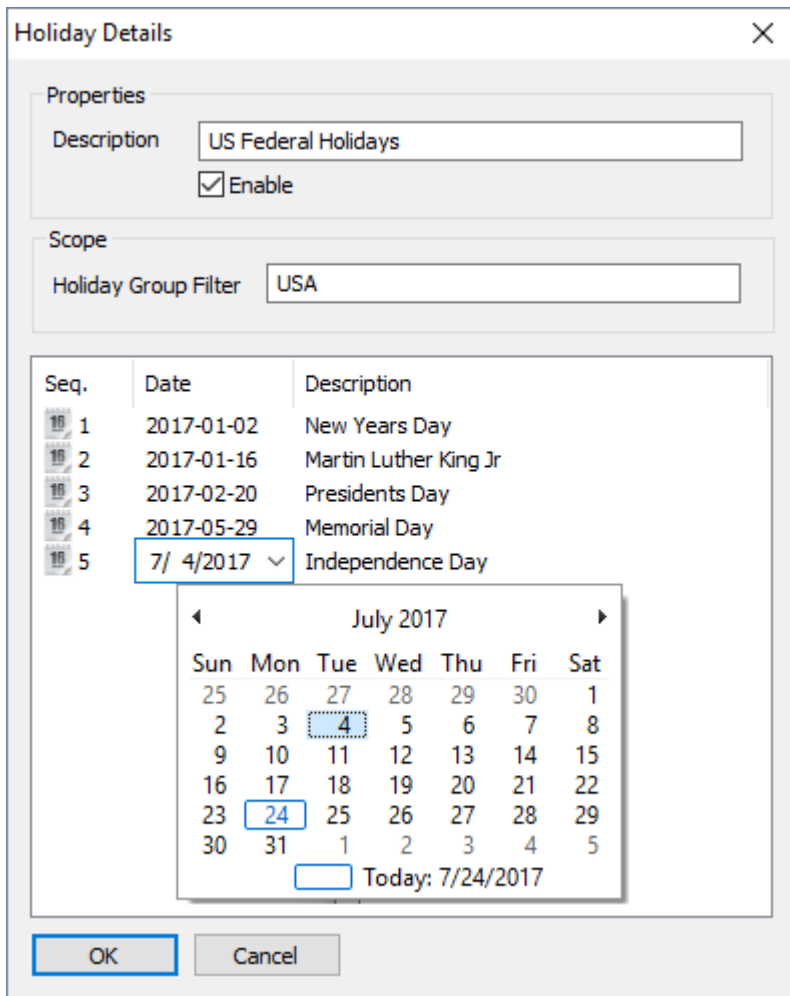 Holiday Details
Properties
Description US Federal Holidays
Enable
Scope
Holiday Group Filter USA
Seq. Date Description
16 1 2017-01-02 New Years Day
16 2 2017-01-16 Martin Luther King Jr
16 3 2017-02-20 Presidents Day
16 4 2017-05-29 Memorial Day
16 5 7/ 4/2017 Independence Day
July 2017
Sun Mon Tue Wed Thu Fri Sat
25 26 27 28 29 30 1
2 3 4 5 6 7 8
9 10 11 12 13 14 15
16 17 18 19 20 21 22
23 24 25 26 27 28 29
30 31 1 2 3 4 5
Today: 7/24/2017
OK Cancel